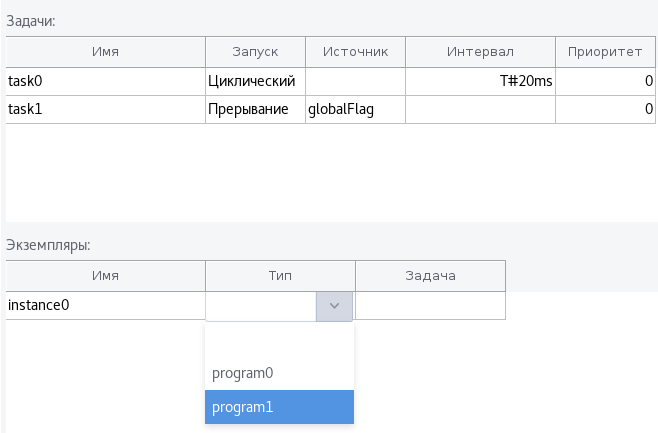 Задачи:
Имя Запуск Источник Интервал Приоритет
task0 Циклический T#20ms 0
task1 Прерывание globalFlag 0
Экземпляры:
Имя Тип Задача
instance0
program0
program1